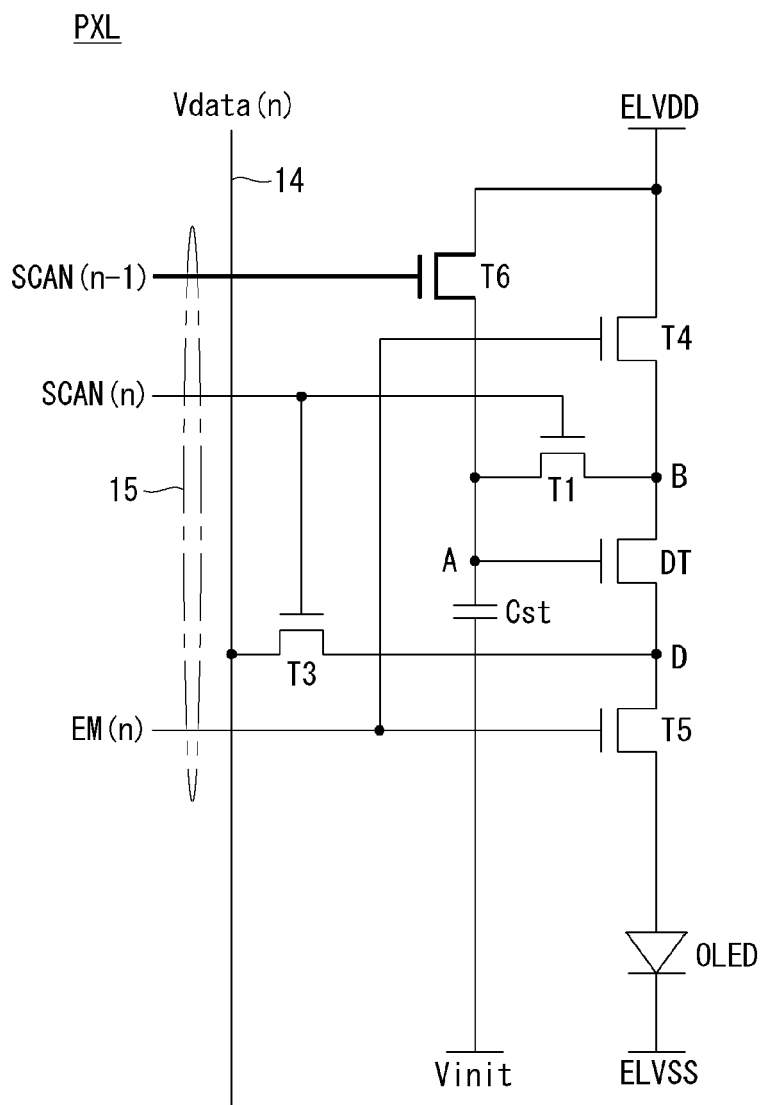 PXL
Vdata(n)
ELVDD
14
SCAN(n-1)
T6
T4
SCAN(n)
15
T1
B
A
DT
Cst
T3
D
EM(n)
T5
OLED
Vinit
ELVSS